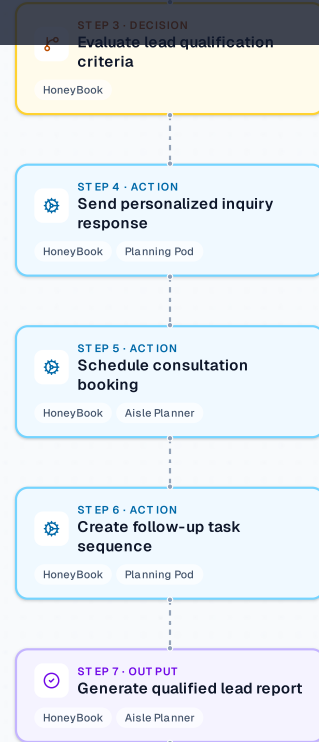 STEP 3 · DECISION
Evaluate lead qualification
criteria
HoneyBook
STEP 4 · ACTION
Send personalized inquiry
response
HoneyBook Planning Pod
STEP 5 · ACTION
Schedule consultation
booking
HoneyBook Aisle Planner
STEP 6 · ACTION
Create follow-up task
sequence
HoneyBook Planning Pod
STEP 7 · OUTPUT
Generate qualified lead report
HoneyBook Aisle Planner